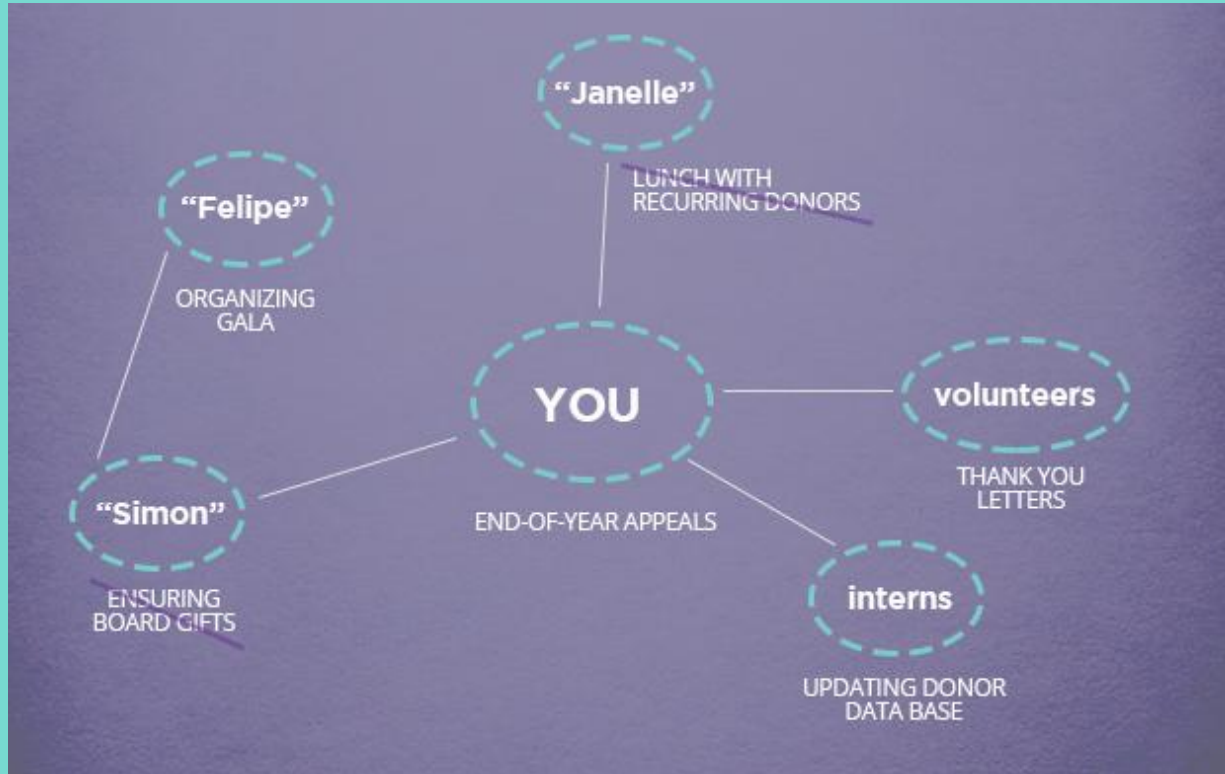 “Janelle”
LUNCH WITH
RECURRING DONORS
“Felipe”
ORGANIZING
GALA
YOU
END-OF-YEAR APPEALS
volunteers
THANK YOU
LETTERS
“Simon”
ENSURING
BOARD GIFTS
interns
UPDATING DONOR
DATA BASE